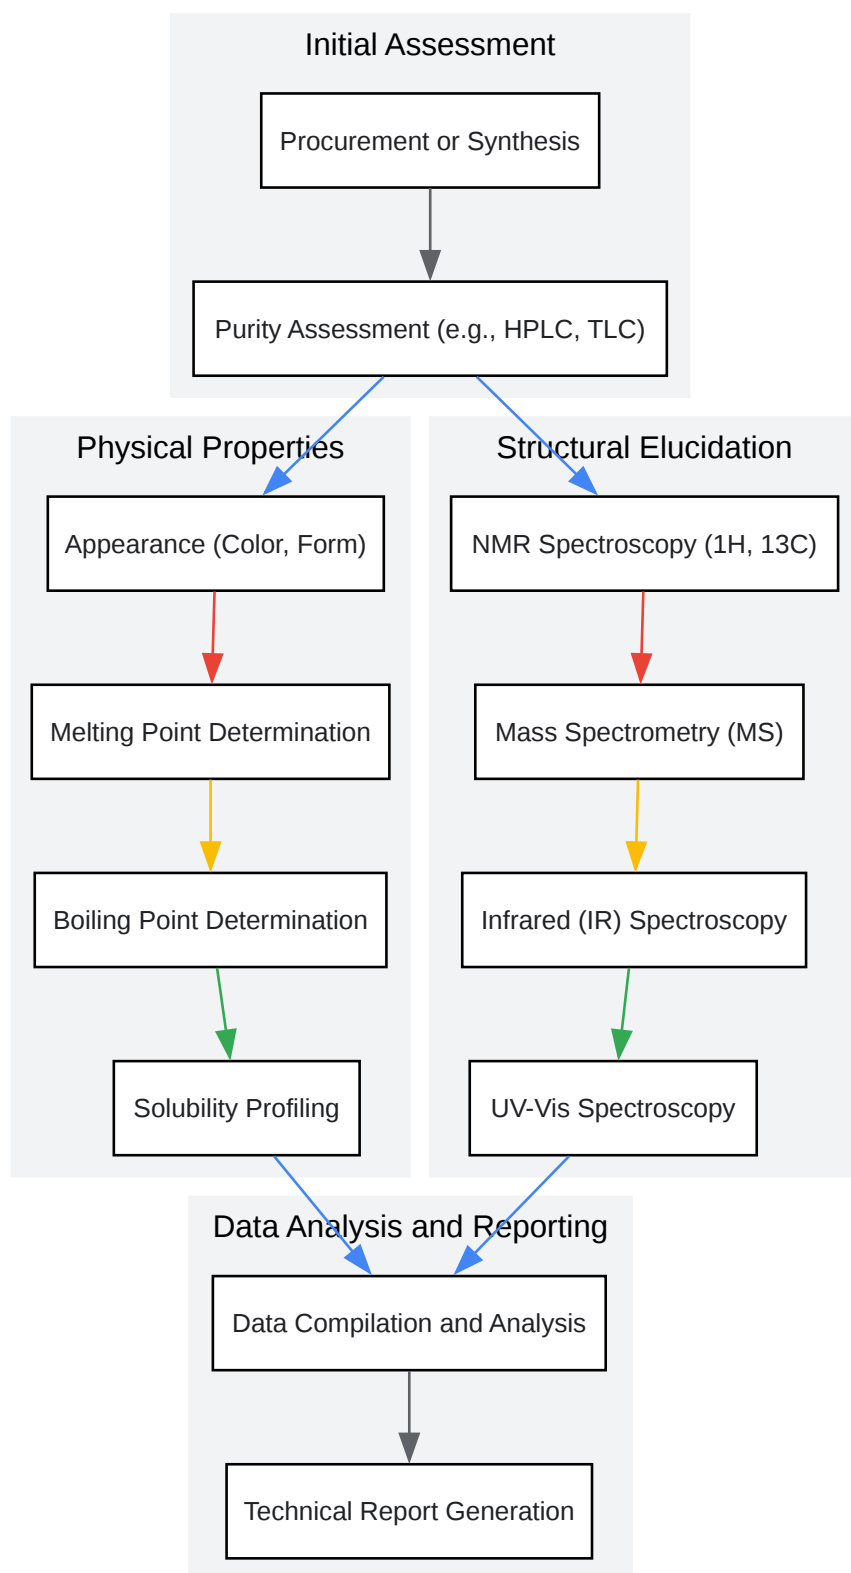 Initial Assessment
Procurement or Synthesis
Purity Assessment (e.g., HPLC, TLC)
Physical Properties
Appearance (Color, Form)
Melting Point Determination
Boiling Point Determination
Solubility Profiling
Structural Elucidation
NMR Spectroscopy (1H, 13C)
Mass Spectrometry (MS)
Infrared (IR) Spectroscopy
UV-Vis Spectroscopy
Data Analysis and Reporting
Data Compilation and Analysis
Technical Report Generation